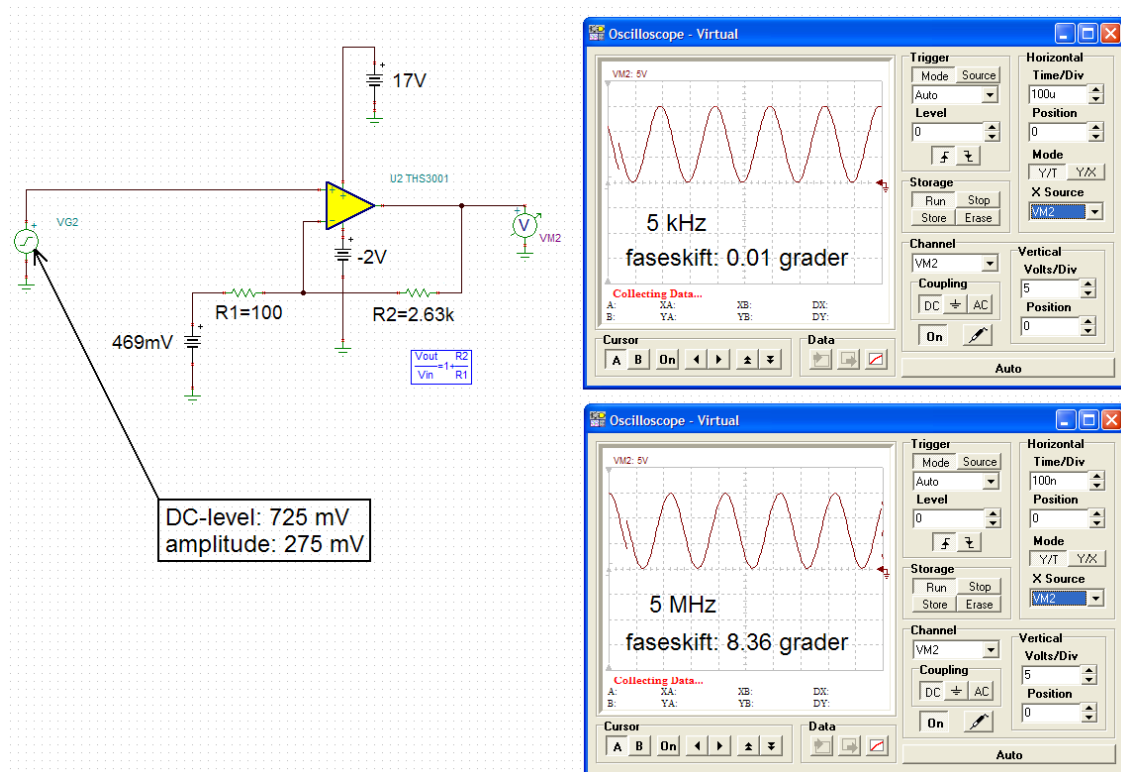 17V
U2 THS3001
VG2
VM2
-2V
R1=100
R2=2.63k
469mV
Vout
Vin
=1+
R2
R1
DC-level: 725 mV
amplitude: 275 mV
Oscilloscope - Virtual
VM2: 5V
5 kHz
faseskift: 0.01 grader
Collecting Data...
A: XA: XB: DX:
B: YA: YB: DY:
Cursor
A B On
Data
Trigger
Mode Source
Auto
Level
0
Storage
Run Stop
Store Erase
Horizontal
Time/Div
100u
Position
0
Mode
Y/T Y/X
X Source
VM2
Channel
VM2
Coupling
DC AC
On
Vertical
Volts/Div
5
Position
0
Auto
Oscilloscope - Virtual
VM2: 5V
5 MHz
faseskift: 8.36 grader
Collecting Data...
A: XA: XB: DX:
B: YA: YB: DY:
Cursor
A B On
Data
Trigger
Mode Source
Auto
Level
0
Storage
Run Stop
Store Erase
Horizontal
Time/Div
100n
Position
0
Mode
Y/T Y/X
X Source
VM2
Channel
VM2
Coupling
DC AC
On
Vertical
Volts/Div
5
Position
0
Auto